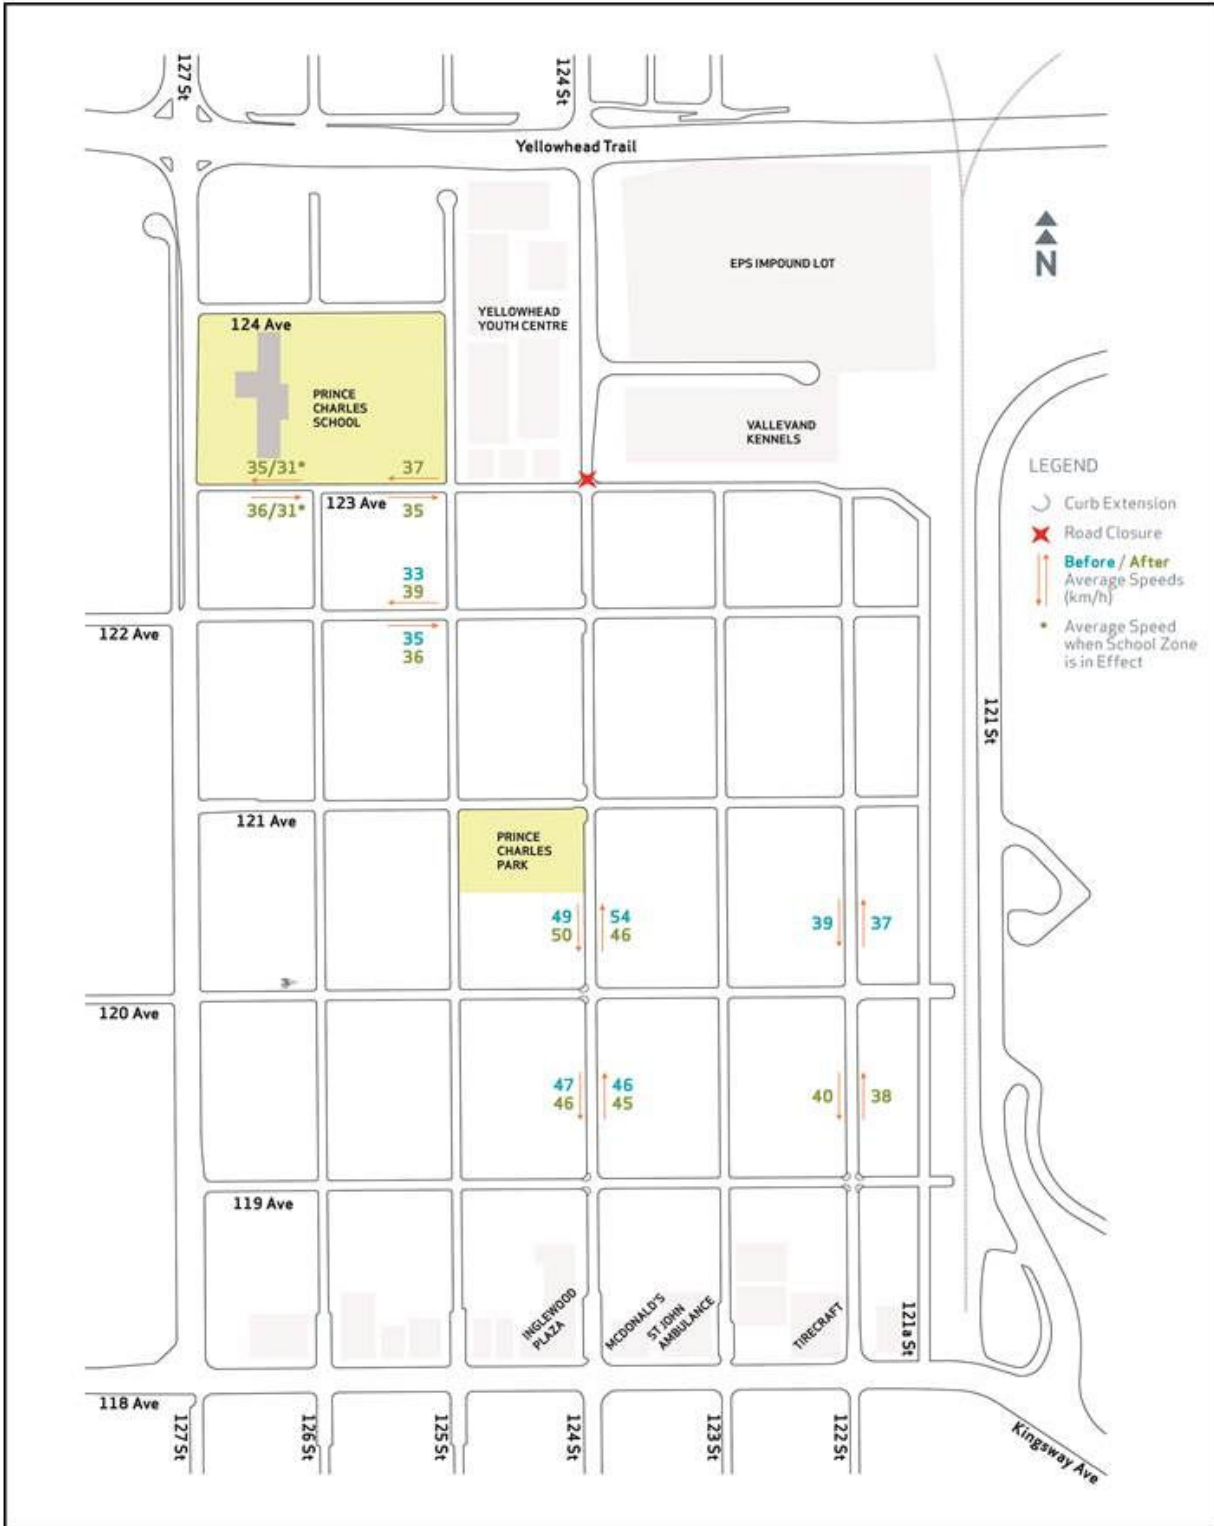 127 St
124 St
Yellowhead Trail
EPS IMPOUND LOT
N
YELLOWHEAD
YOUTH CENTRE
124 Ave
PRINCE
CHARLES
SCHOOL
VALLEVAND
KENNELS
35/31*
37
36/31*
123 Ave
35
33
39
122 Ave
35
36
LEGEND
Curb Extension
Road Closure
Before / After
Average Speeds
(km/h)
* Average Speed
when School Zone
is in Effect
121 St
121 Ave
PRINCE
CHARLES
PARK
49
50
54
46
39
37
120 Ave
47
46
46
45
40
38
119 Ave
INGLEWOOD
PLAZA
MCDONALD'S
ST JOHN
AMBULANCE
TIRECRAFT
121a St
118 Ave
127 St
126 St
125 St
124 St
123 St
122 St
Kingsway Ave